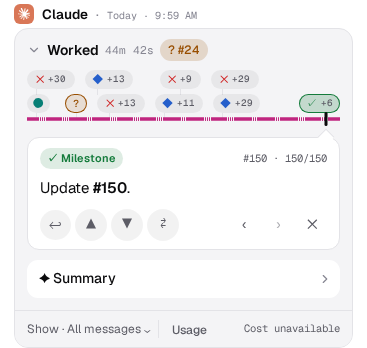 Claude · Today · 9:59 AM
Worked 44m 42s ? #24
× +30 +13 × +9 × +29
? × +13 +11 +29 ✓ +6
✓ Milestone #150 · 150/150
Update #150.
Summary
Show · All messages Usage Cost unavailable